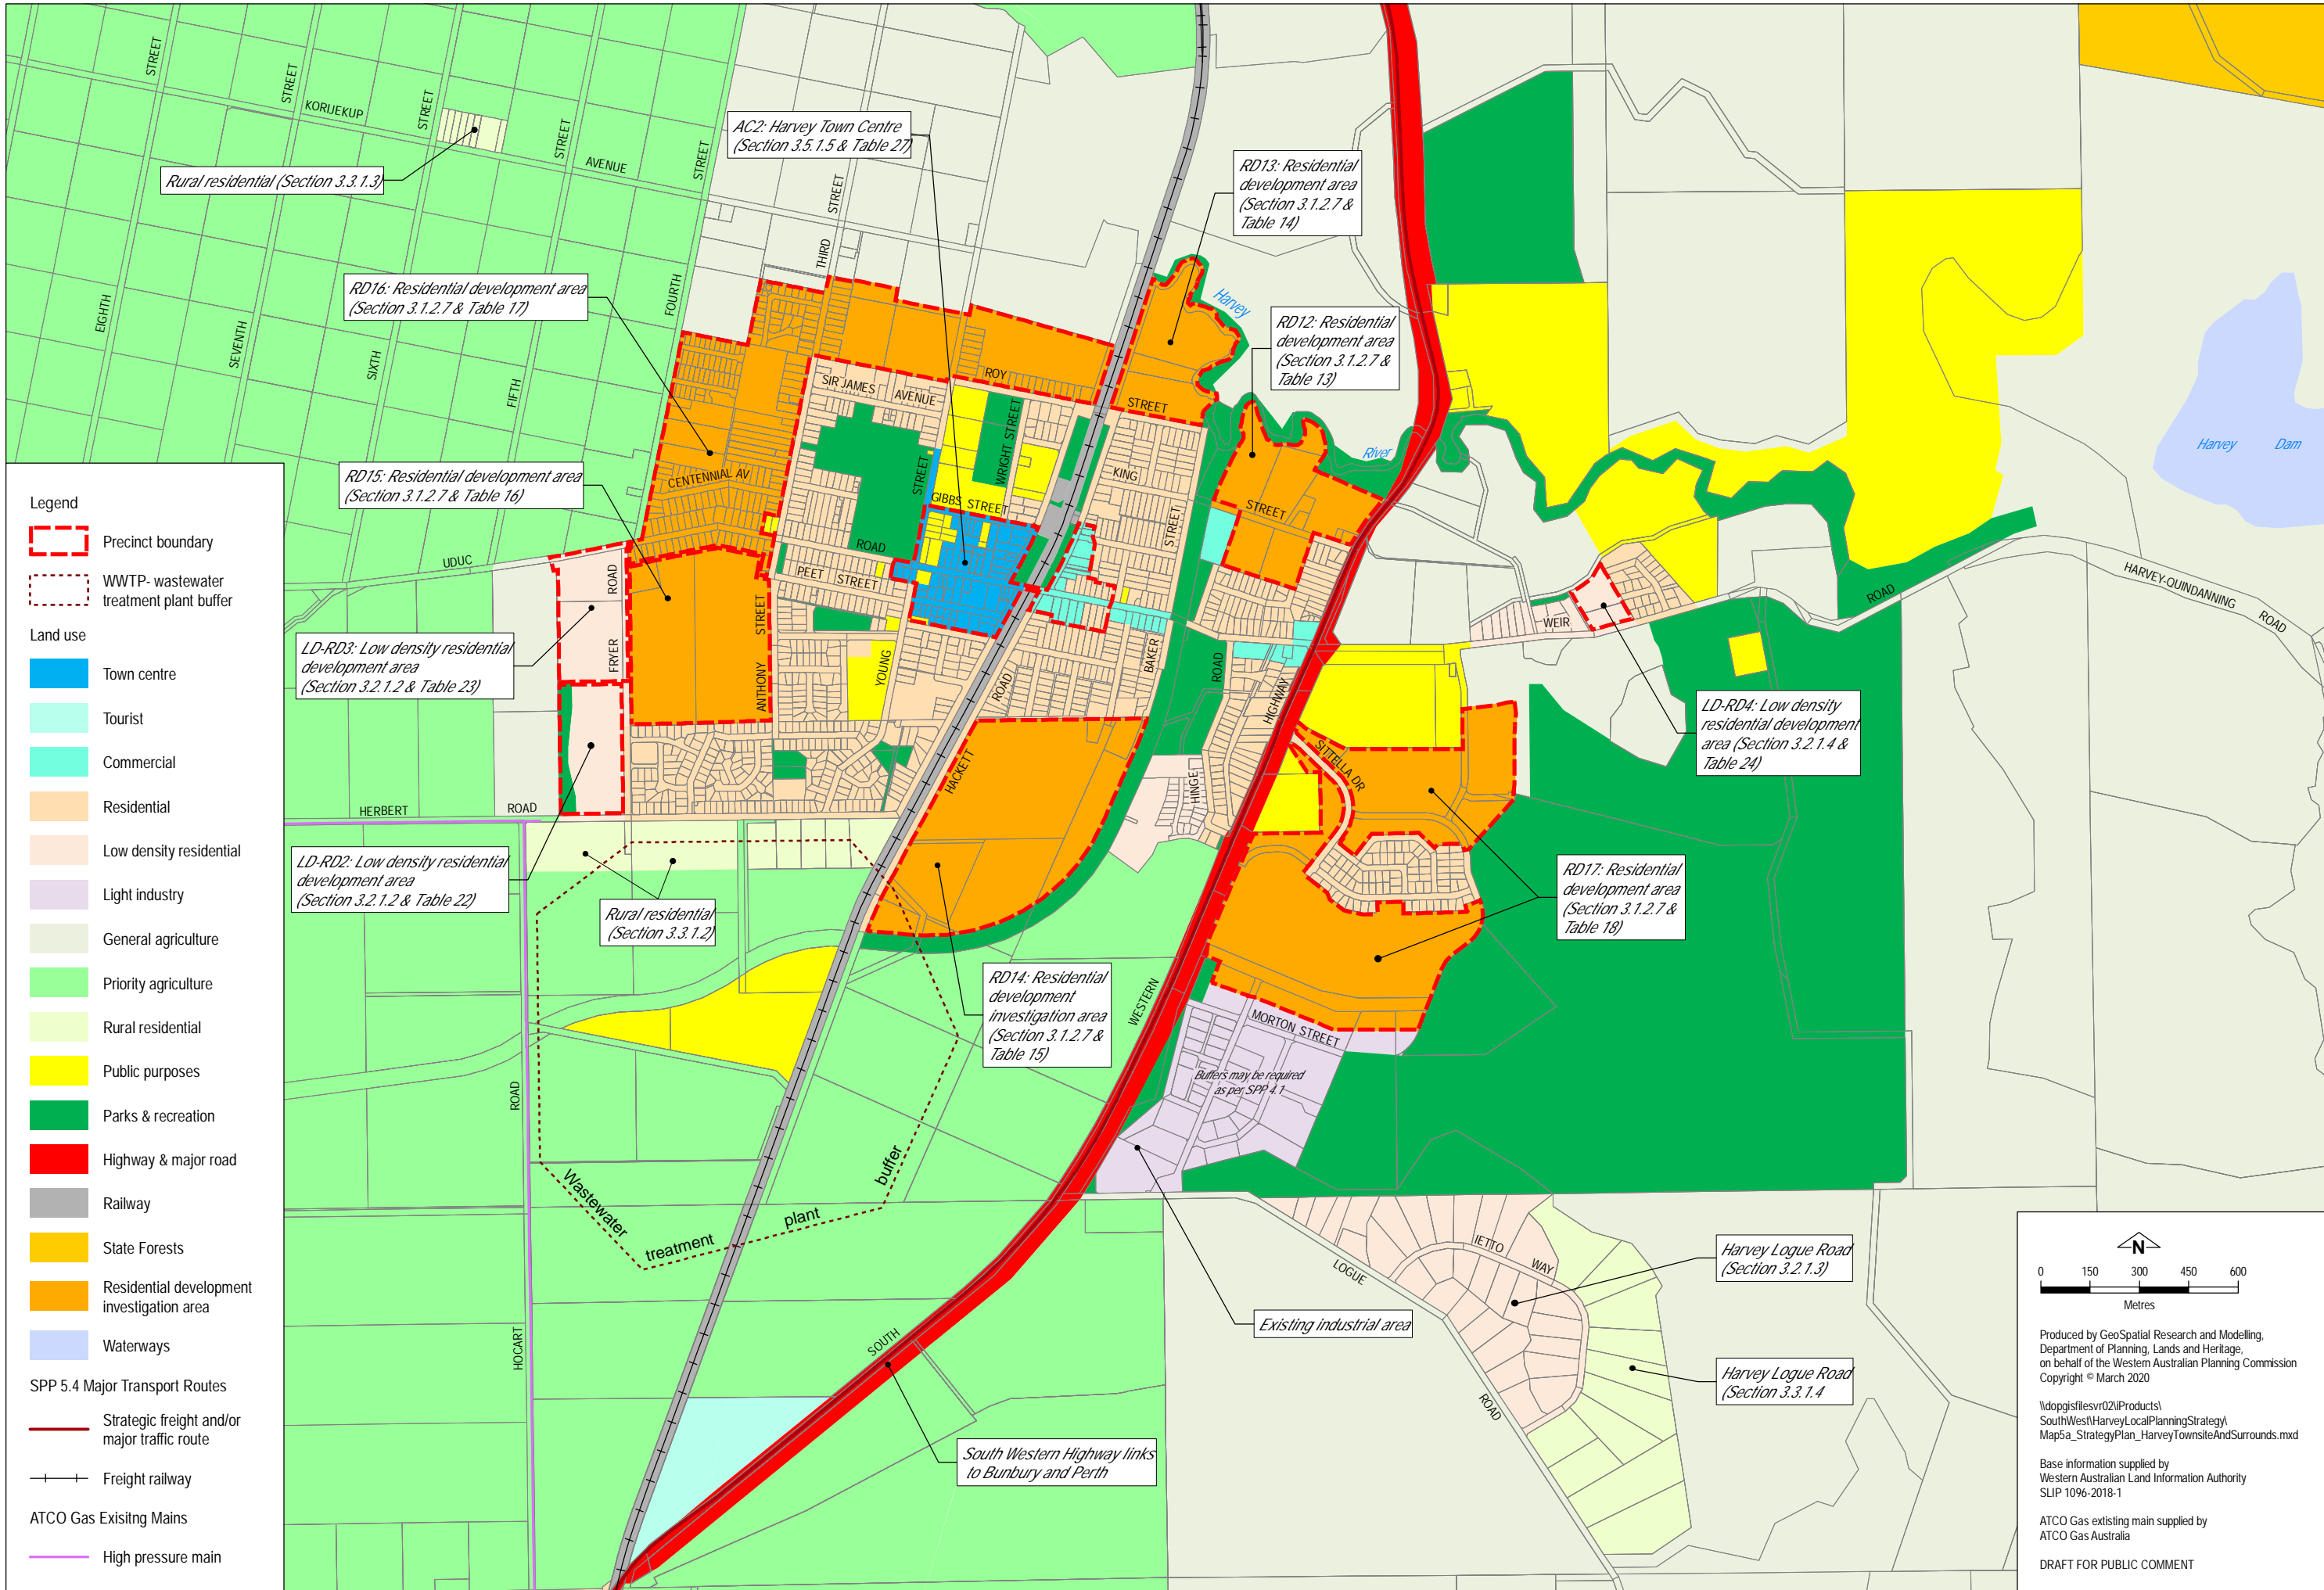 STREET
STREET
KORIJEKUP
STREET
STREET
AVENUE
STREET
STREET
THIRD
FOURTH
EIGHTH
SEVENTH
SIXTH
FIFTH
Rural residential (Section 3.3.1.3)
AC2: Harvey Town Centre
(Section 3.5.1.5 & Table 27)
RD13: Residential
development area
(Section 3.1.2.7 &
Table 14)
RD16: Residential development area
(Section 3.1.2.7 & Table 17)
Harvey
RD12: Residential
development area
(Section 3.1.2.7 &
Table 13)
River
Harvey Dam
SIR JAMES AVENUE
ROY
STREET
WRIGHT STREET
KING
STREET
STREET
GIBBS STREET
STREET
CENTENNIAL AV
RD15: Residential development area
(Section 3.1.2.7 & Table 16)
UDUC
ROAD
PEET STREET
ROAD
FRYER
ANTHONY STREET
YOUNG
ROAD
HACKETT
BAKER
ROAD
HINGE
HIGHWAY
SITTELLA DR
WEIR
ROAD
HARVEY-QUINDANNING
ROAD
LD-RD3: Low density residential
development area
(Section 3.2.1.2 & Table 23)
LD-RD4: Low density
residential development
area (Section 3.2.1.4 &
Table 24)
HERBERT
ROAD
LD-RD2: Low density residential
development area
(Section 3.2.1.2 & Table 22)
Rural residential
(Section 3.3.1.2)
RD17: Residential
development area
(Section 3.1.2.7 &
Table 18)
RD14: Residential
development
investigation area
(Section 3.1.2.7 &
Table 15)
WESTERN
MORTON STREET
Buffers may be required
as per SPP 4.1
ROAD
HOCART
Wastewater
treatment
plant
buffer
SOUTH
LOGUE
ROAD
IETTO
WAY
Existing industrial area
Harvey Logue Road
(Section 3.2.1.3)
Harvey Logue Road
(Section 3.3.1.4
South Western Highway links
to Bunbury and Perth
Legend
Precinct boundary
WWTP- wastewater
treatment plant buffer
Land use
Town centre
Tourist
Commercial
Residential
Low density residential
Light industry
General agriculture
Priority agriculture
Rural residential
Public purposes
Parks & recreation
Highway & major road
Railway
State Forests
Residential development
investigation area
Waterways
SPP 5.4 Major Transport Routes
Strategic freight and/or
major traffic route
Freight railway
ATCO Gas Exisitng Mains
High pressure main
N
0 150 300 450 600
Metres
Produced by GeoSpatial Research and Modelling,
Department of Planning, Lands and Heritage,
on behalf of the Western Australian Planning Commission
Copyright © March 2020
\\dopgisfilesvr02\iProducts\
SouthWest\HarveyLocalPlanningStrategy\
Map5a_StrategyPlan_HarveyTownsiteAndSurrounds.mxd
Base information supplied by
Western Australian Land Information Authority
SLIP 1096-2018-1
ATCO Gas extisting main supplied by
ATCO Gas Australia
DRAFT FOR PUBLIC COMMENT